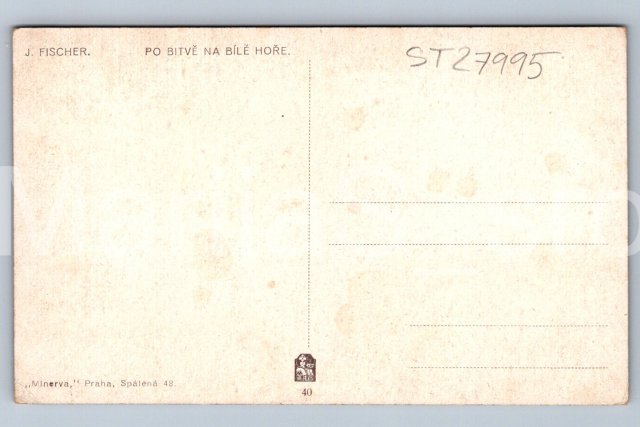 J. FISCHER. PO BITVĚ NA BÍLÉ HOŘE.
ST27995
„Minerva,“ Praha, Spálená 48.
40